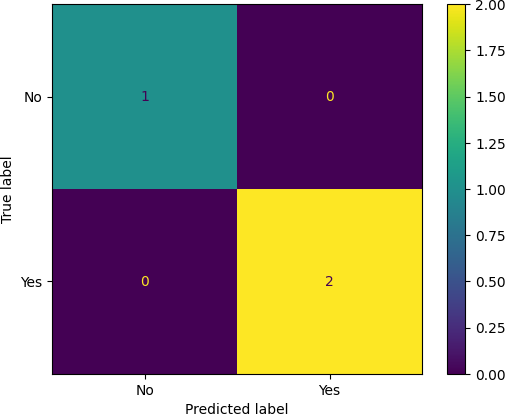 No
Yes
True label
1
0
0
2
No
Yes
Predicted label
2.00
1.75
1.50
1.25
1.00
0.75
0.50
0.25
0.00